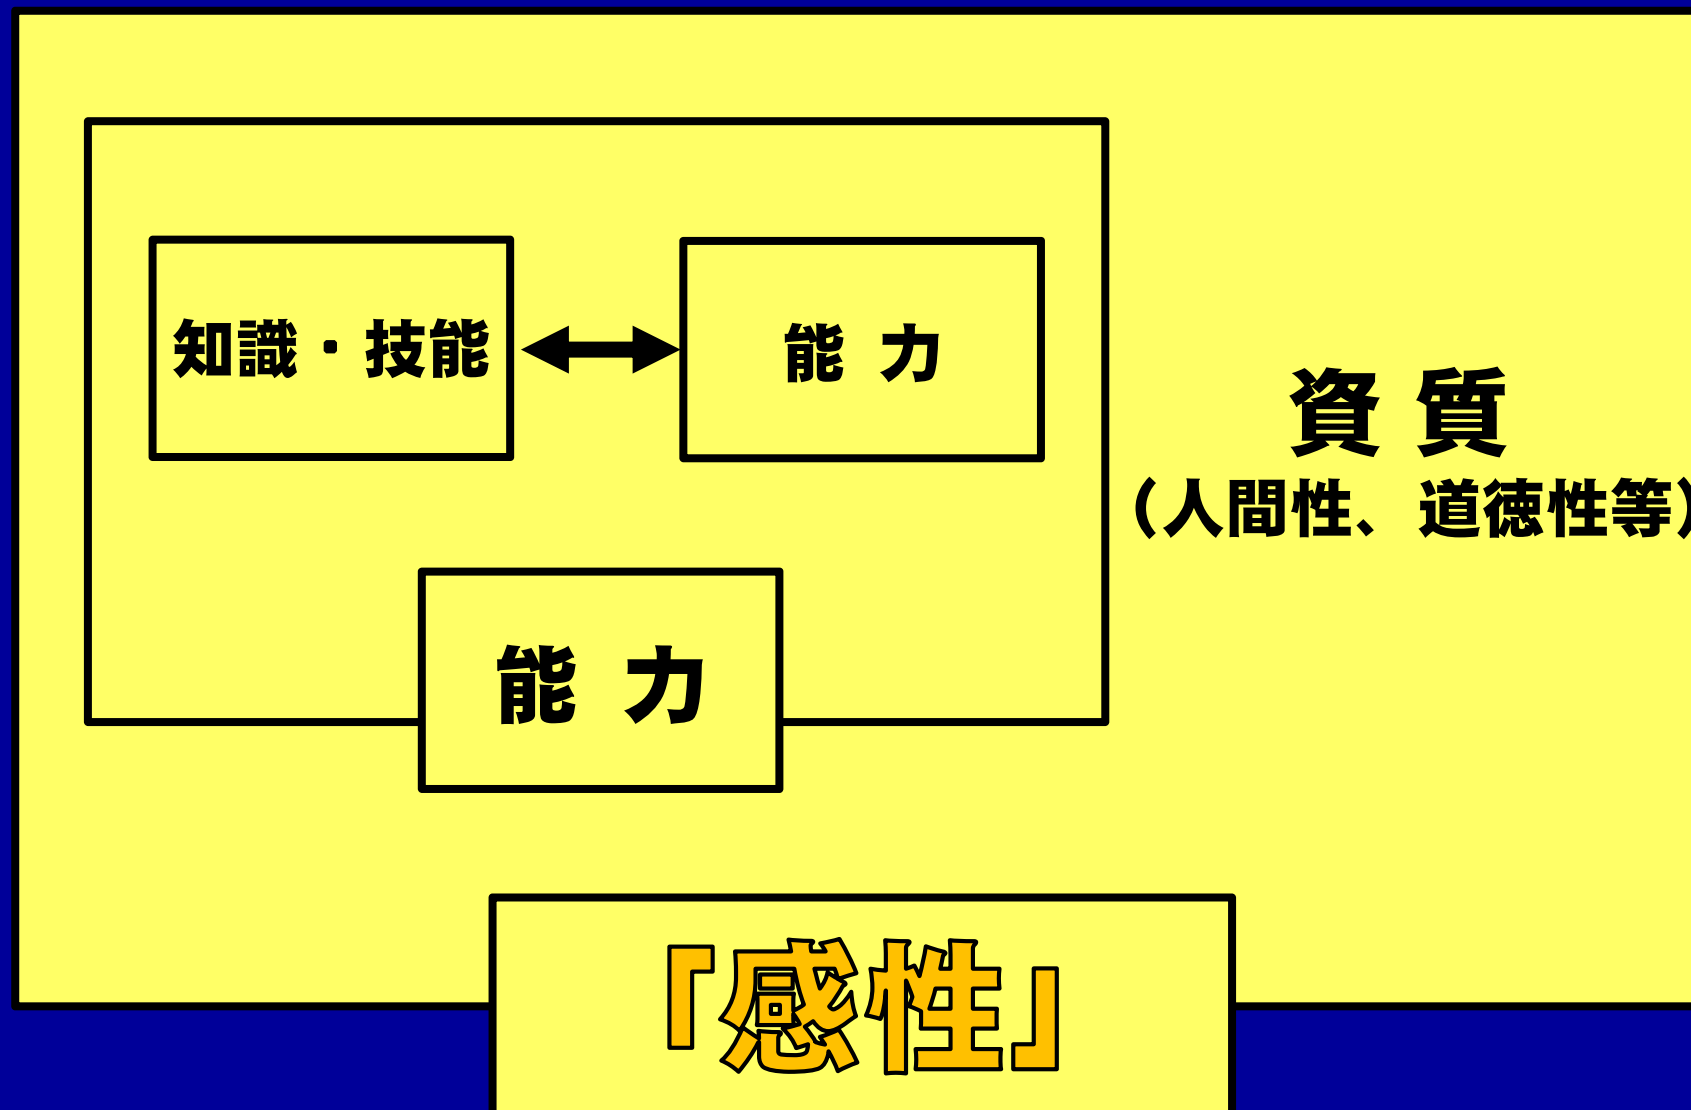 知識・技能
能力
資質
（人間性、道徳性等）
能力
「感性」